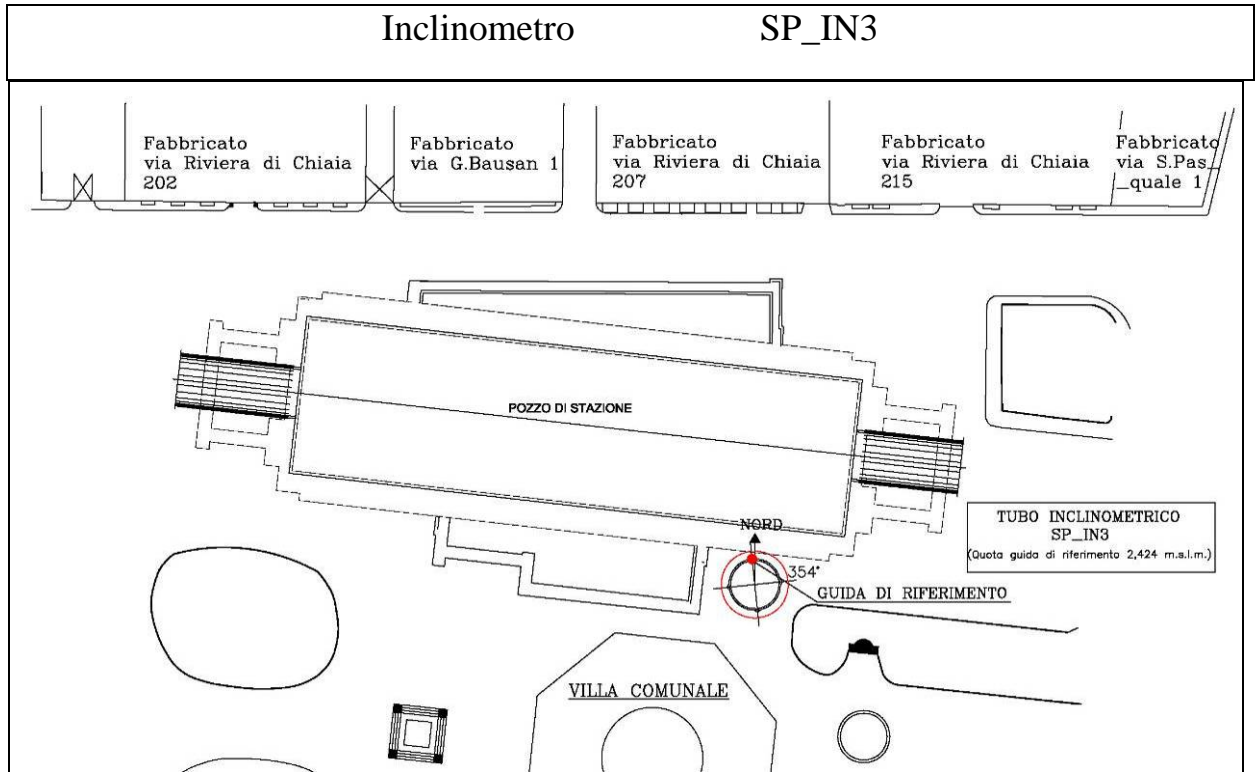 Inclinometro SP_IN3
Fabbricato
via Riviera di Chiaia
202
Fabbricato
via G.Bausan 1
Fabbricato
via Riviera di Chiaia
207
Fabbricato
via Riviera di Chiaia
215
Fabbricato
via S.Pas_
_quale 1
POZZO DI STAZIONE
NORD
354°
GUIDA DI RIFERIMENTO
TUBO INCLINOMETRICO
SP_IN3
(Quota guida di riferimento 2,424 m.s.l.m.)
VILLA COMUNALE